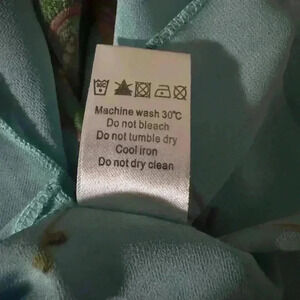 Machine wash 30℃
Do not bleach
Do not tumble dry
Cool iron
Do not dry clean